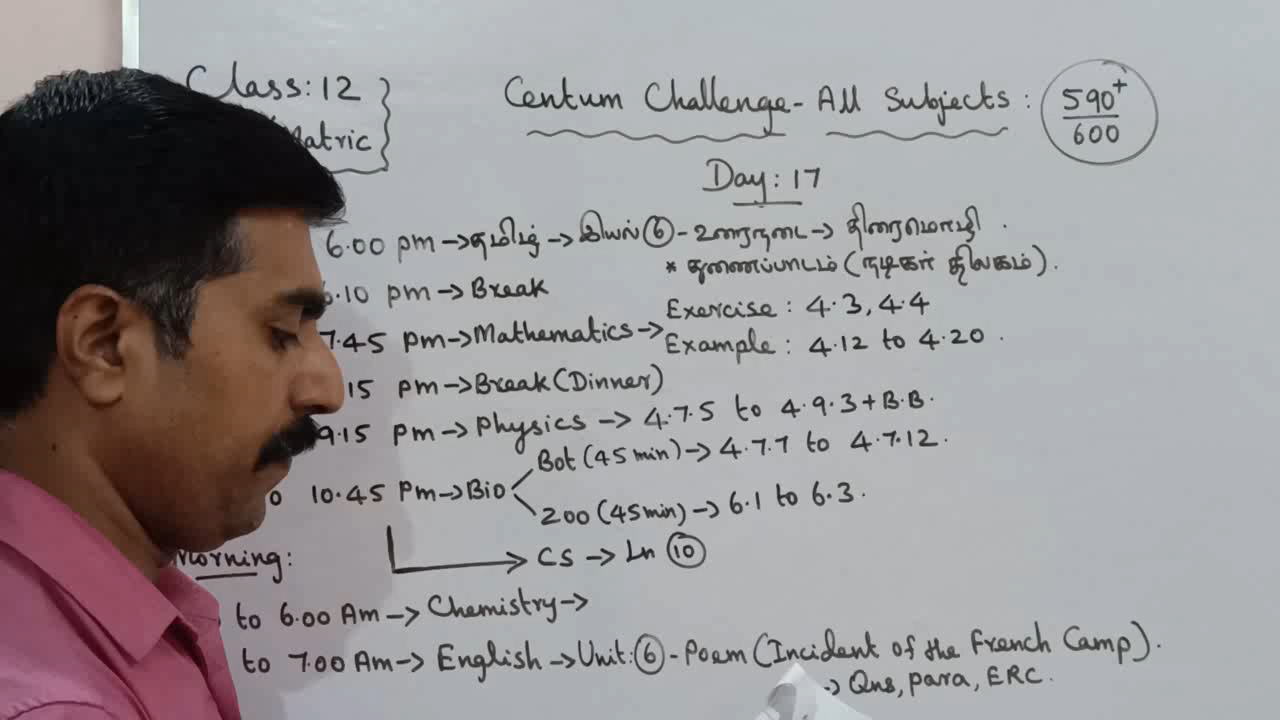 Class: 12
Matric
Centum Challenge - All Subjects : 590+/600
Day: 17
6.00 pm → தமிழ் → இயல் 6 - உரைநடை → திரைமொழி .
* துணைப்பாடம் (நடிகர் திலகம்).
6.10 pm → Break
7.45 pm → Mathematics → Exercise : 4.3, 4.4
Example : 4.12 to 4.20 .
15 pm → Break (Dinner)
9.15 pm → Physics → 4.7.5 to 4.9.3 + B.B.
10.45 Pm → Bio
Bot (45 min) → 4.7.7 to 4.7.12 .
Zoo (45 min) → 6.1 to 6.3 .
→ CS → Ln 10
Morning:
to 6.00 Am → Chemistry →
to 7.00 Am → English → Unit: 6 - Poem (Incident of the French Camp).
→ Qns, para, ERC.